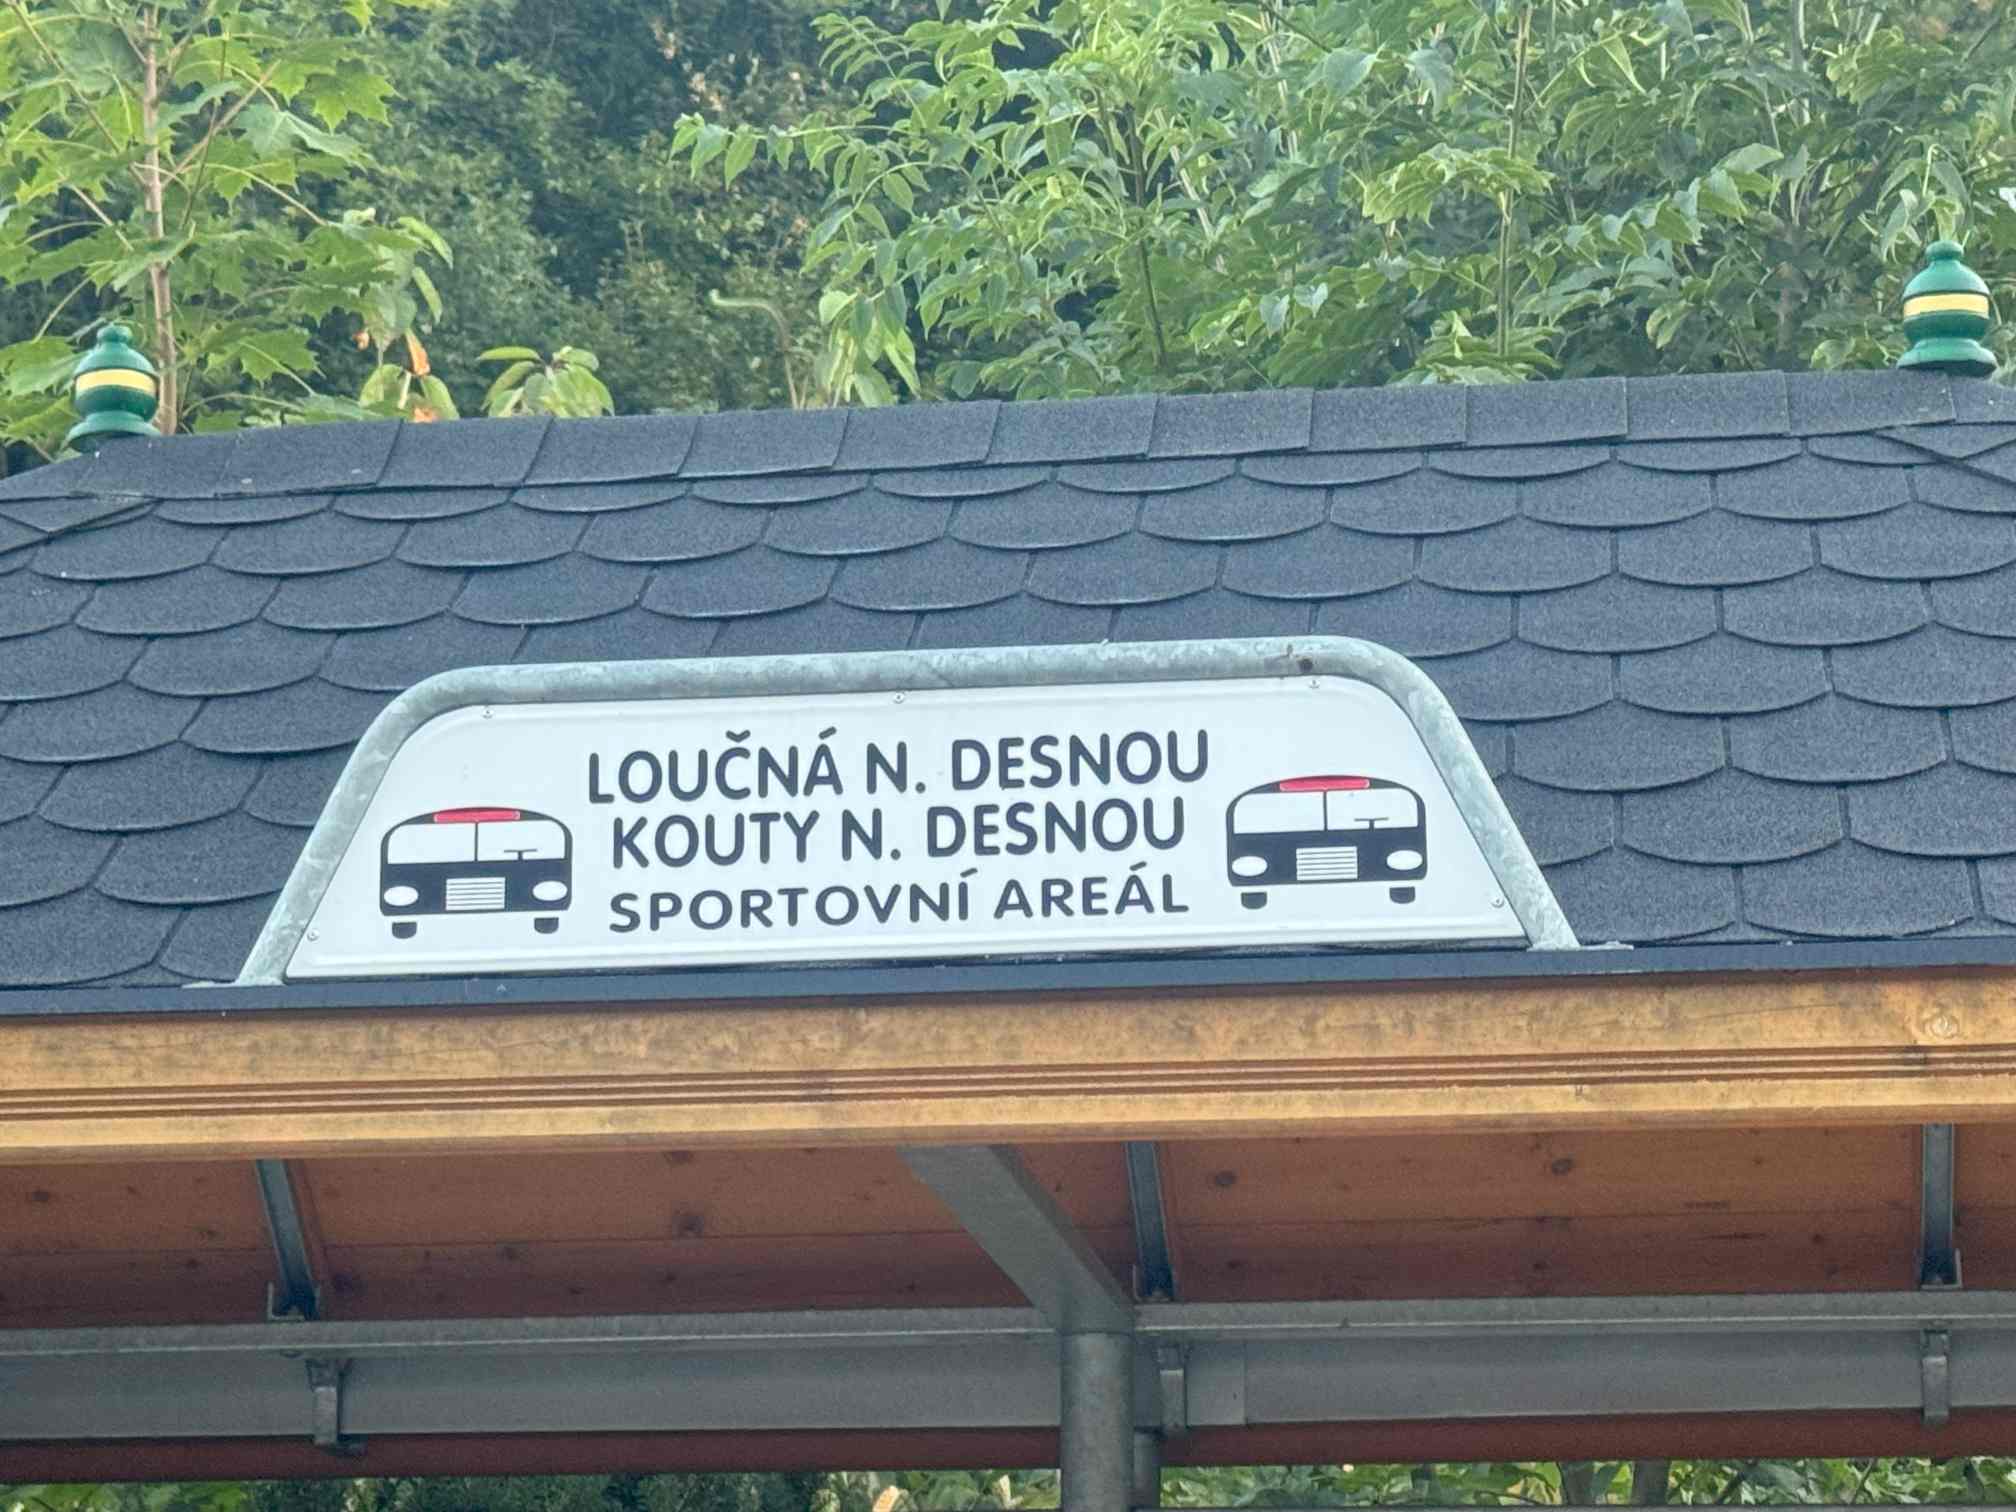 LOUČNÁ N. DESNOU
KOUTY N. DESNOU
SPORTOVNÍ AREÁL